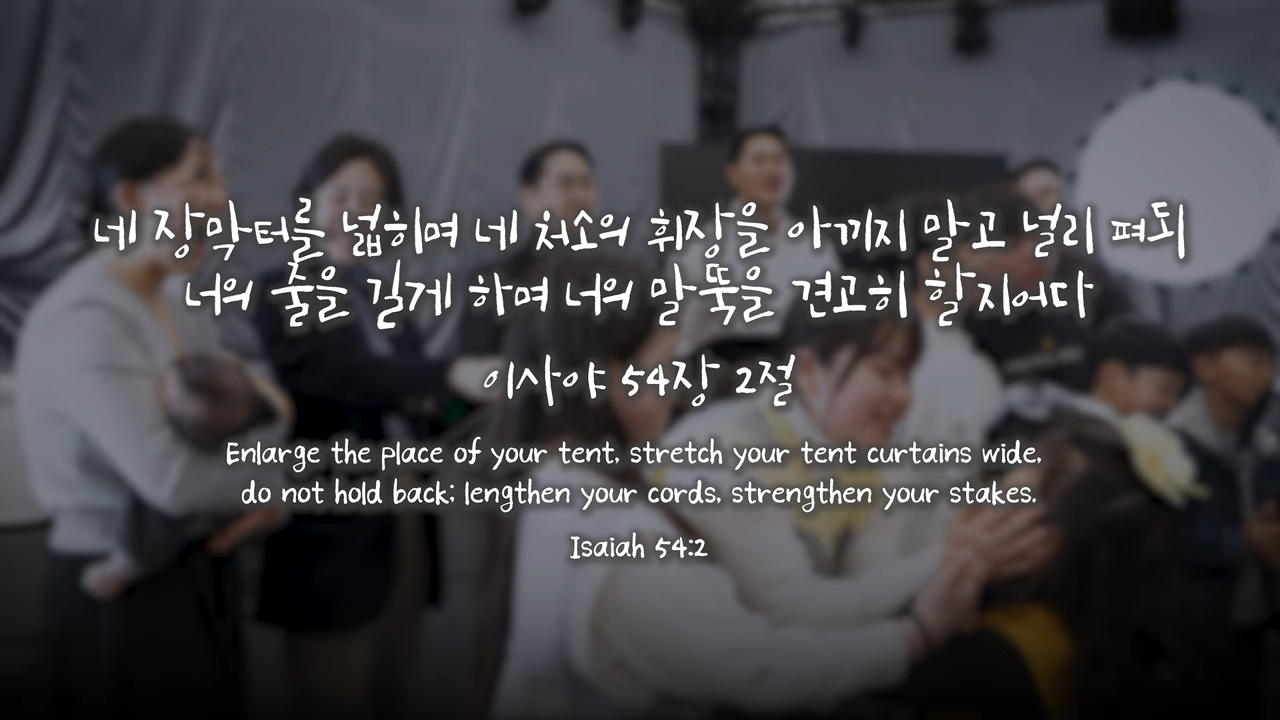 네 장막터를 넓히며 네 처소의 휘장을 아끼지 말고 널리 펴되
너의 줄을 길게 하며 너의 말뚝을 견고히 할지어다
이사야 54장 2절
Enlarge the place of your tent, stretch your tent curtains wide,
do not hold back; lengthen your cords, strengthen your stakes.
Isaiah 54:2